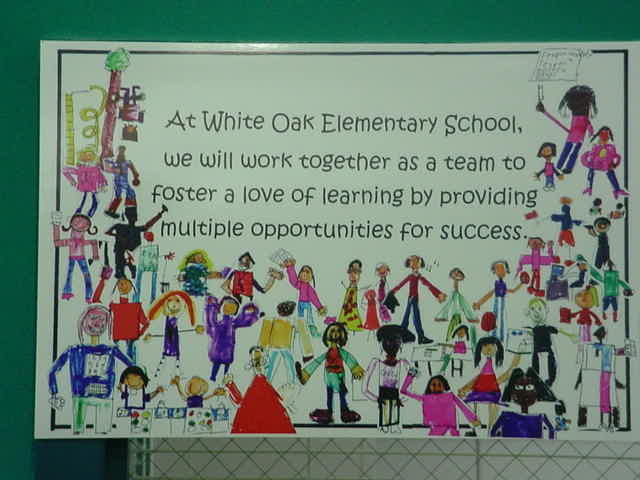 At White Oak Elementary School,
we will work together as a team to
foster a love of learning by providing
multiple opportunities for success.